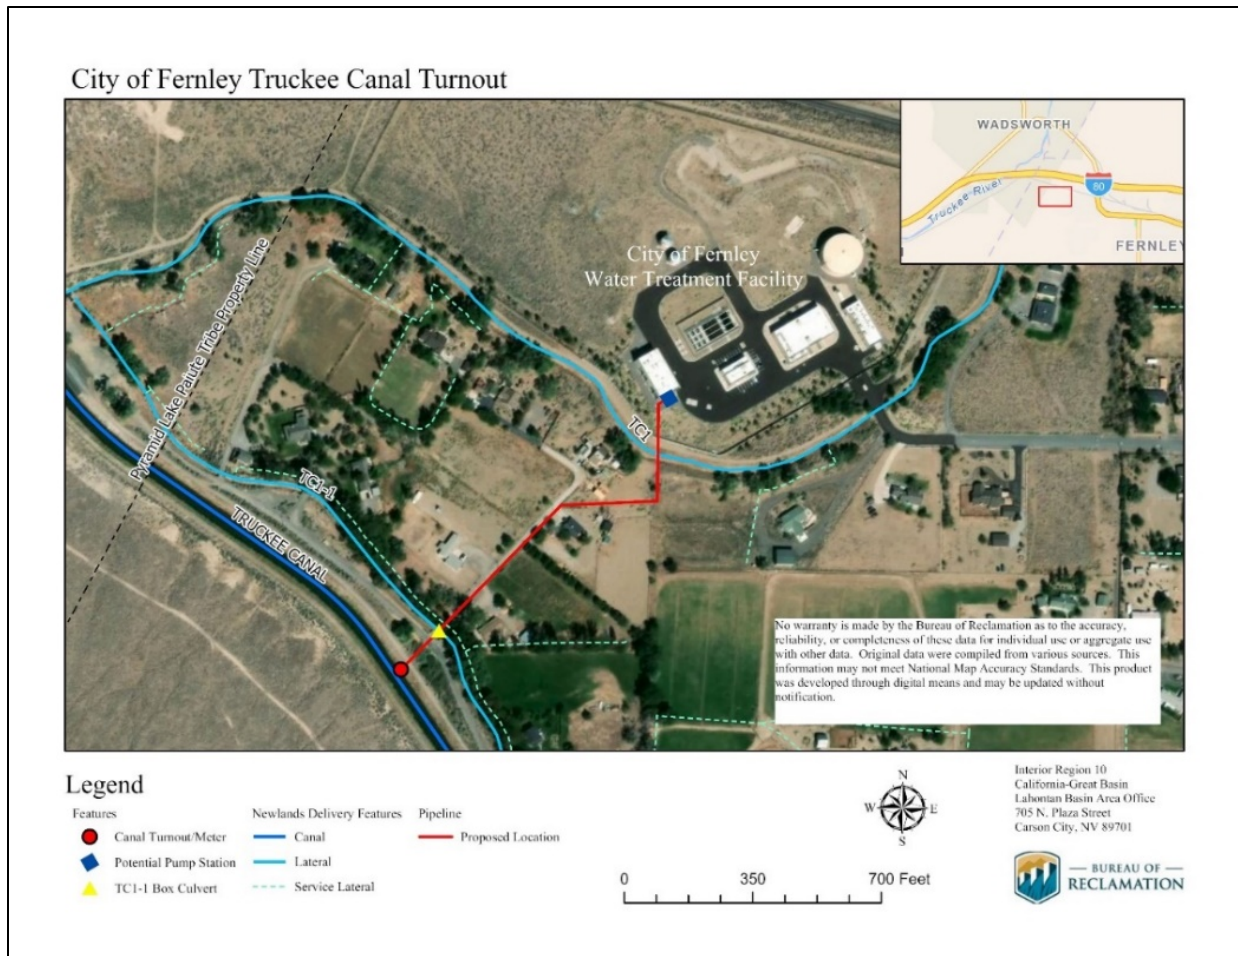 City of Fernley Truckee Canal Turnout
WADSWORTH
Truckee River
80
FERNLEY
City of Fernley
Water Treatment Facility
Pyramid Lake Paiute Tribe Property Line
TC1
TC1-1
TRUCKEE CANAL
No warranty is made by the Bureau of Reclamation as to the accuracy,
reliability, or completeness of these data for individual use or aggregate use
with other data. Original data were compiled from various sources. This
information may not meet National Map Accuracy Standards. This product
was developed through digital means and may be updated without
notification.
Legend
Features
Canal Turnout/Meter
Potential Pump Station
TC1-1 Box Culvert
Newlands Delivery Features
Canal
Lateral
Service Lateral
Pipeline
Proposed Location
N
W
E
S
0 350 700 Feet
Interior Region 10
California-Great Basin
Lahontan Basin Area Office
705 N. Plaza Street
Carson City, NV 89701
BUREAU OF
RECLAMATION